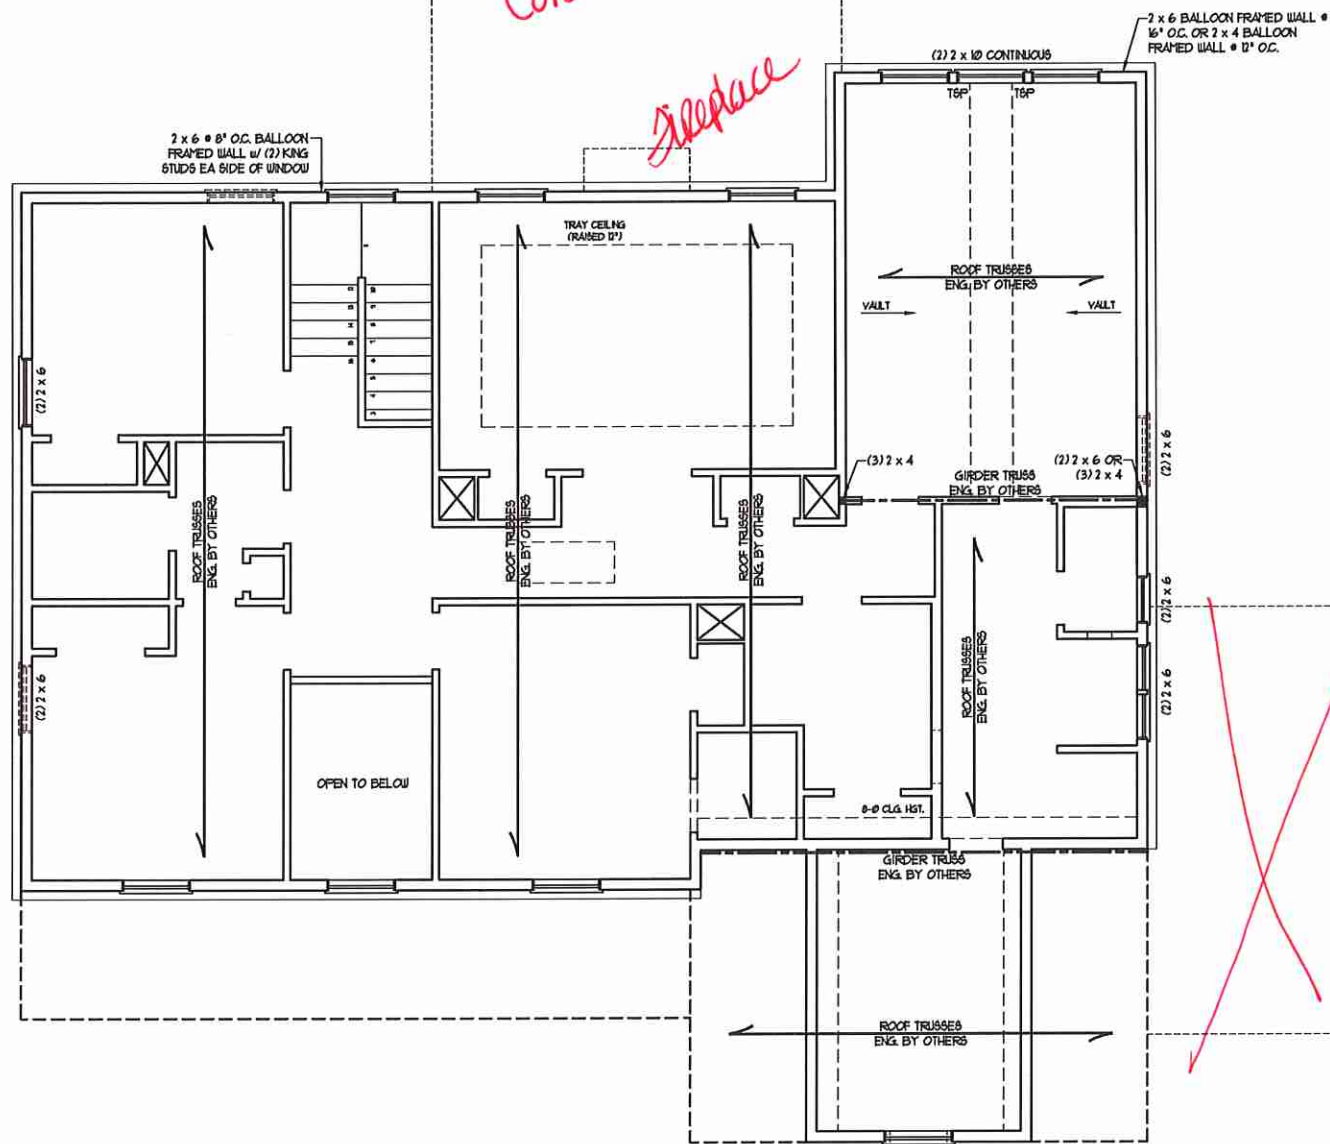 2 x 6 BALLOON FRAMED WALL @
16" O.C. OR 2 x 4 BALLOON
FRAMED WALL @ 12" O.C.
(2) 2 x 10 CONTINUOUS
TSP
TSP
Fireplace
2 x 6 @ 8" O.C. BALLOON
FRAMED WALL w/ (2) KING
STUDS EA SIDE OF WINDOW
TRAY CEILING
(RAISED 12")
ROOF TRUSSES
ENG. BY OTHERS
VAULT
VAULT
(2) 2 x 6
(2) 2 x 6
(3) 2 x 4
(2) 2 x 6 OR
(3) 2 x 4
GIRDER TRUSS
ENG. BY OTHERS
ROOF TRUSSES
ENG. BY OTHERS
ROOF TRUSSES
ENG. BY OTHERS
ROOF TRUSSES
ENG. BY OTHERS
(2) 2 x 6
ROOF TRUSSES
ENG. BY OTHERS
(2) 2 x 6
(2) 2 x 6
OPEN TO BELOW
8-0 CLG. HGT.
GIRDER TRUSS
ENG. BY OTHERS
ROOF TRUSSES
ENG. BY OTHERS